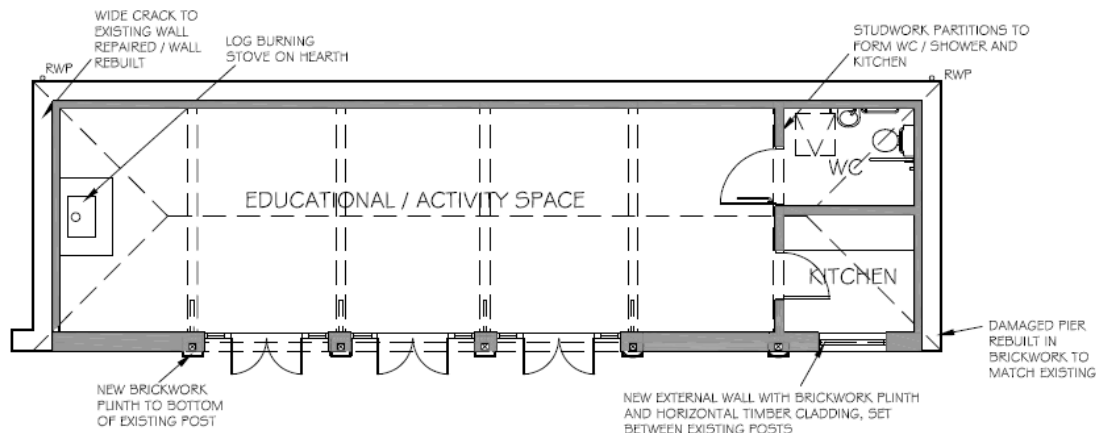 WIDE CRACK TO
EXISTING WALL
REPAIRED / WALL
REBUILT
LOG BURNING
STOVE ON HEARTH
STUDWORK PARTITIONS TO
FORM WC / SHOWER AND
KITCHEN
RWP
RWP
EDUCATIONAL / ACTIVITY SPACE
WC
KITCHEN
DAMAGED PIER
REBUILT IN
BRICKWORK TO
MATCH EXISTING
NEW BRICKWORK
PLINTH TO BOTTOM
OF EXISTING POST
NEW EXTERNAL WALL WITH BRICKWORK PLINTH
AND HORIZONTAL TIMBER CLADDING, SET
BETWEEN EXISTING POSTS